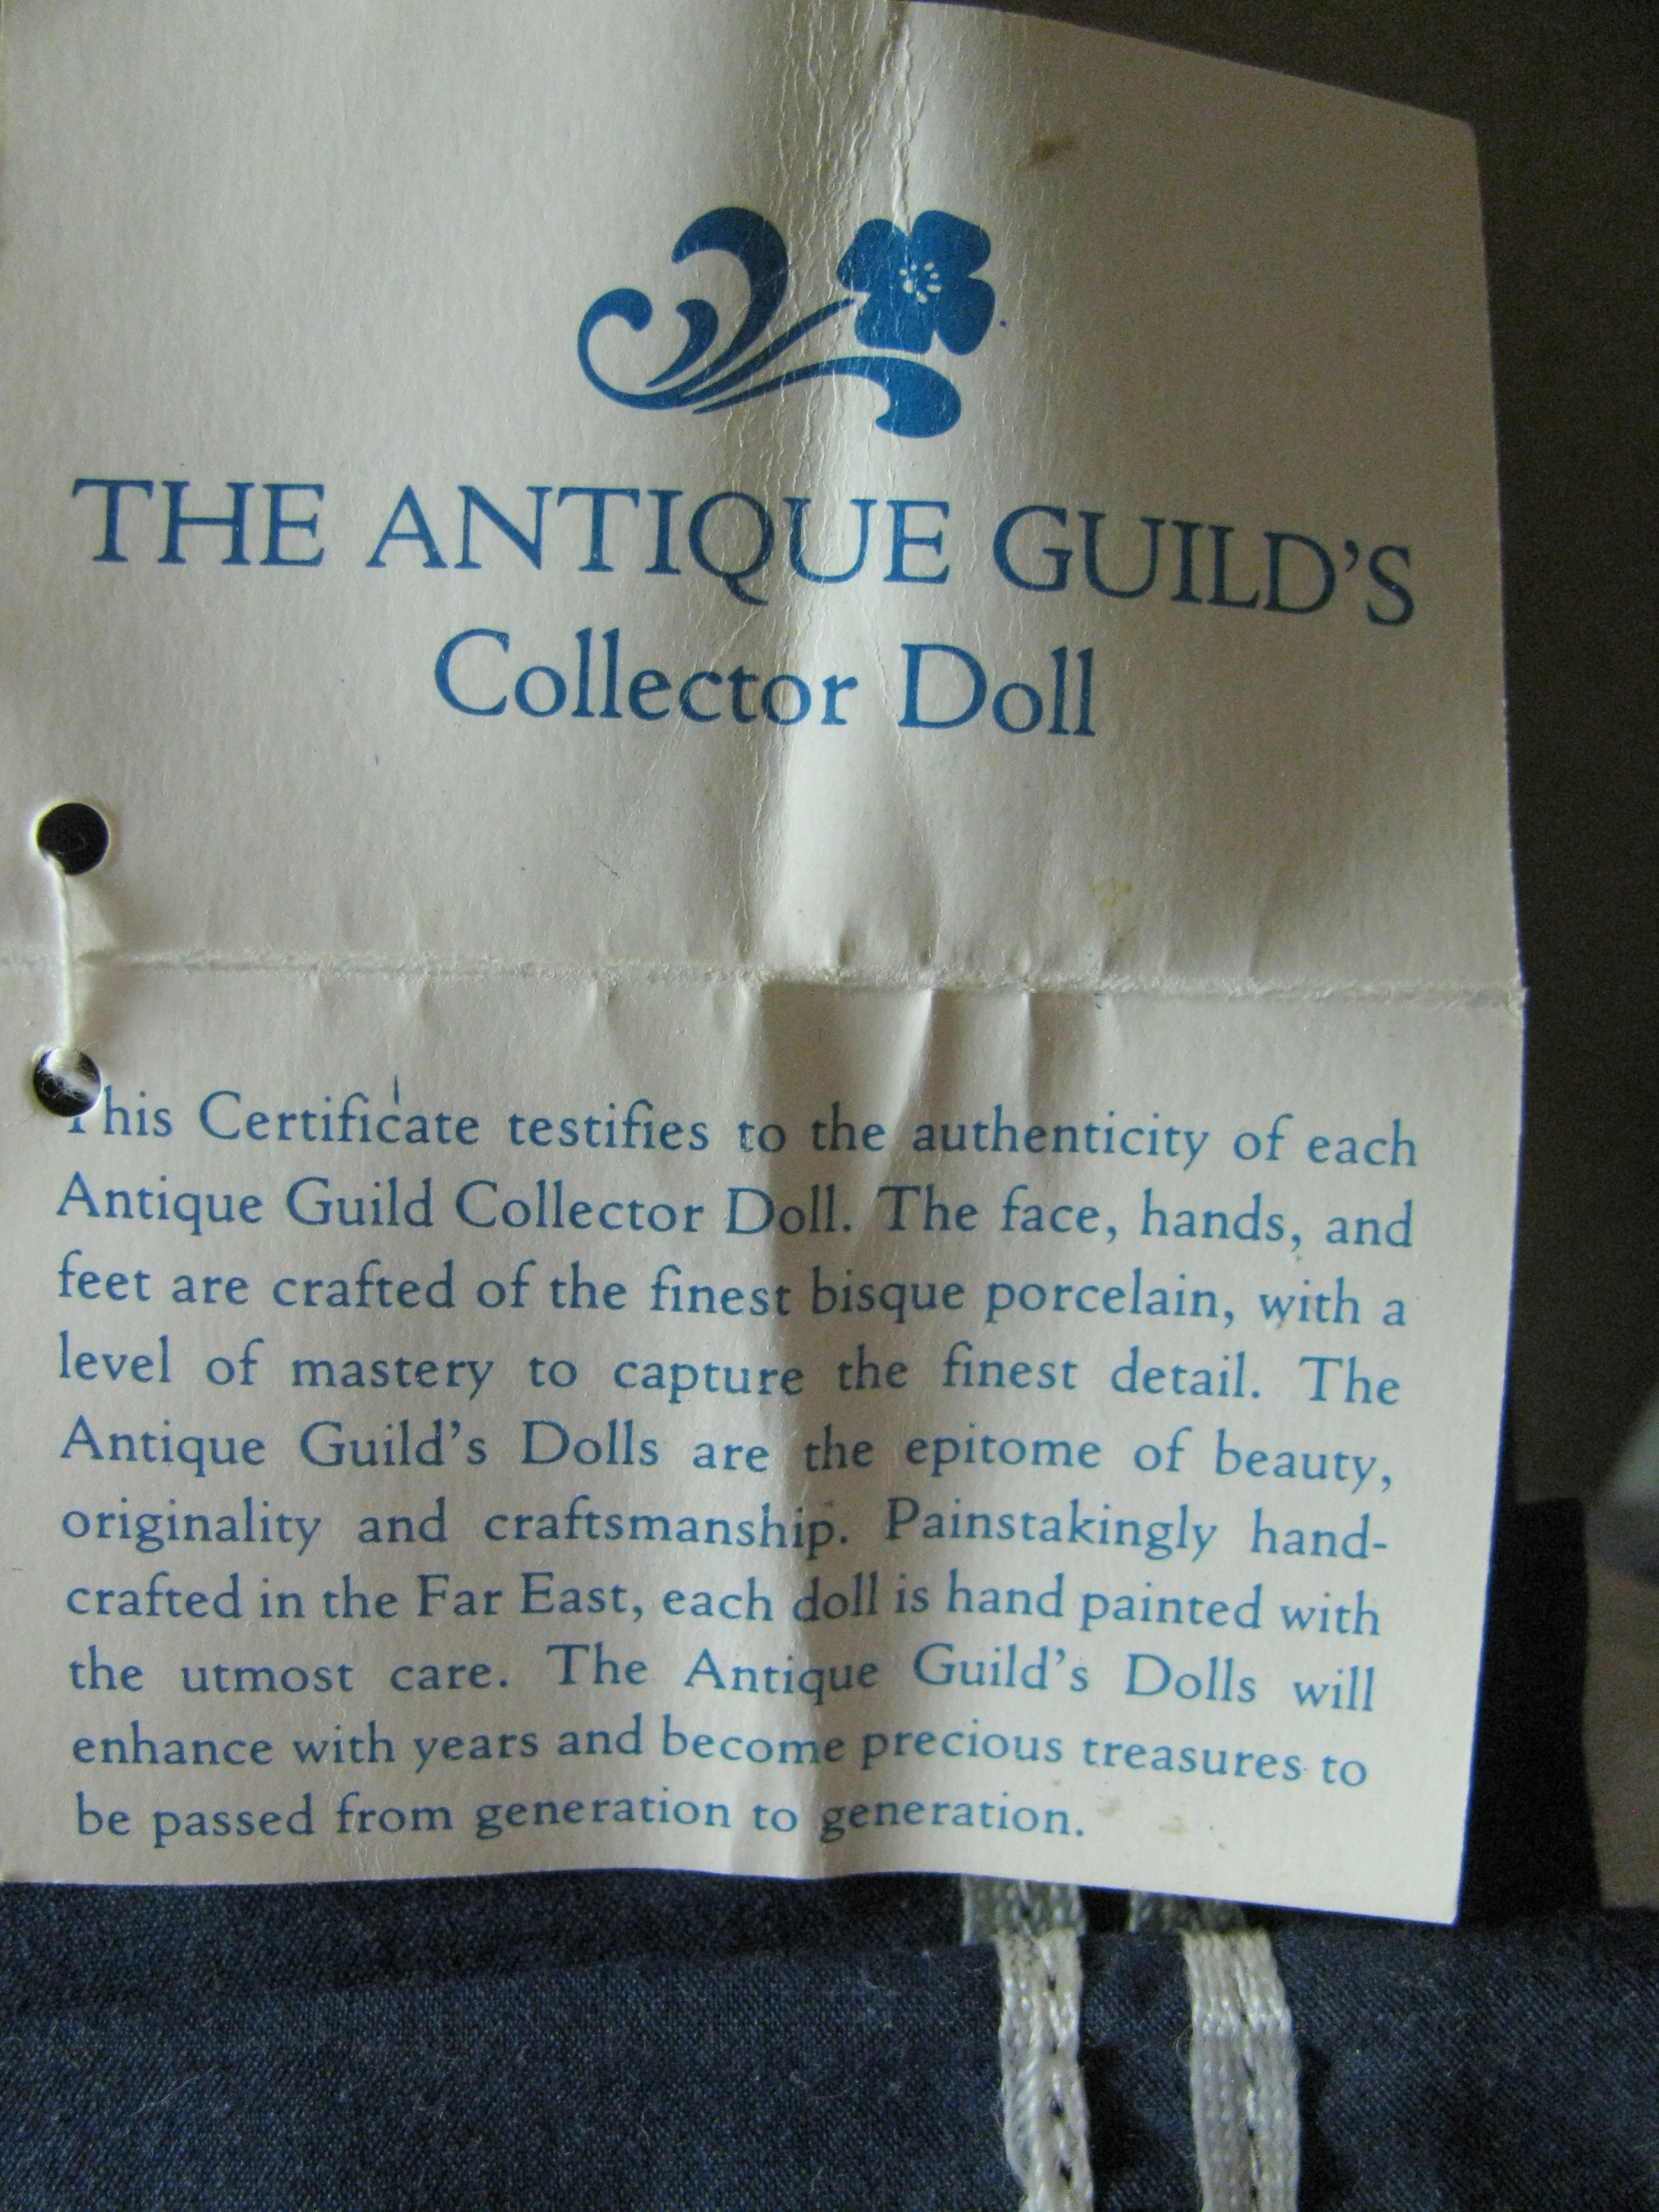 THE ANTIQUE GUILD'S
Collector Doll
This Certificate testifies to the authenticity of each
Antique Guild Collector Doll. The face, hands, and
feet are crafted of the finest bisque porcelain, with a
level of mastery to capture the finest detail. The
Antique Guild's Dolls are the epitome of beauty,
originality and craftsmanship. Painstakingly hand-
crafted in the Far East, each doll is hand painted with
the utmost care. The Antique Guild's Dolls will
enhance with years and become precious treasures to
be passed from generation to generation.